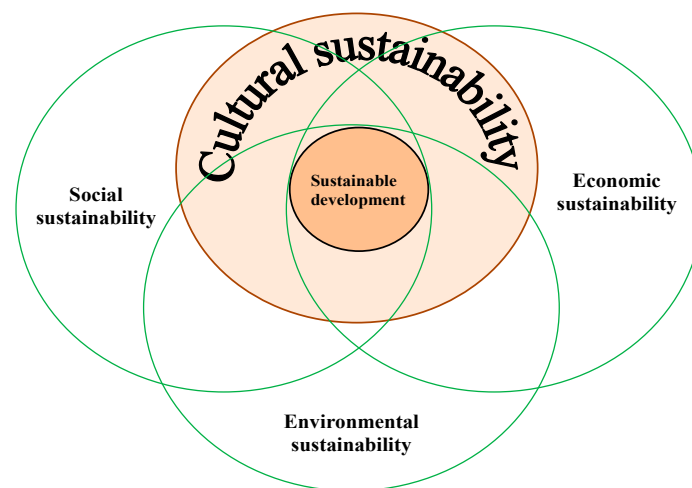 Cultural sustainability
Sustainable
development
Social
sustainability
Economic
sustainability
Environmental
sustainability